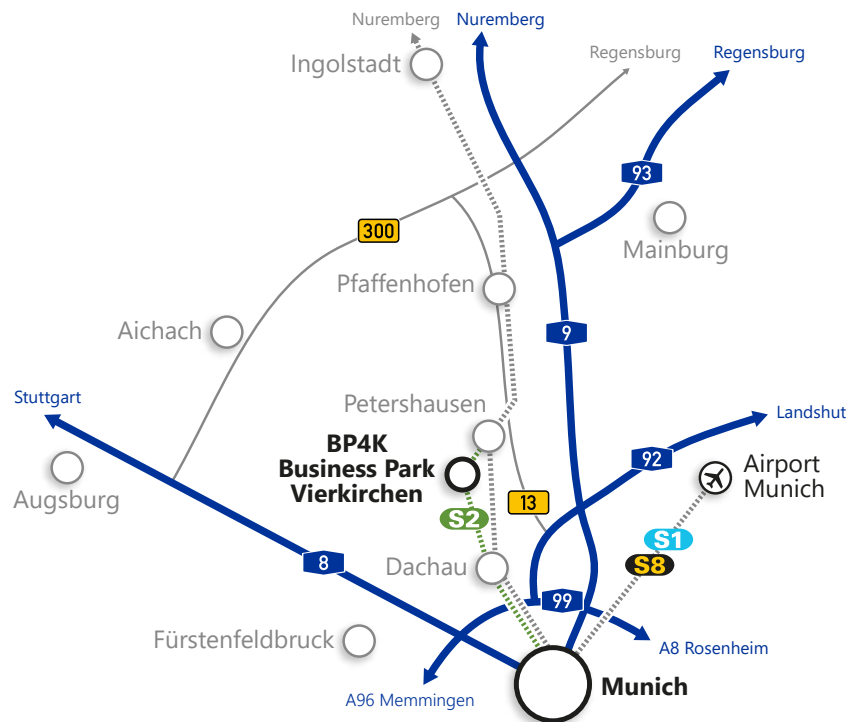 Nuremberg
Nuremberg
Ingolstadt
Regensburg
Regensburg
93
300
Mainburg
Pfaffenhofen
Aichach
9
Stuttgart
Petershausen
Landshut
BP4K
Business Park
Vierkirchen
92
Airport
Munich
Augsburg
13
S2
S1
S8
8
Dachau
99
Fürstenfeldbruck
A8 Rosenheim
A96 Memmingen
Munich